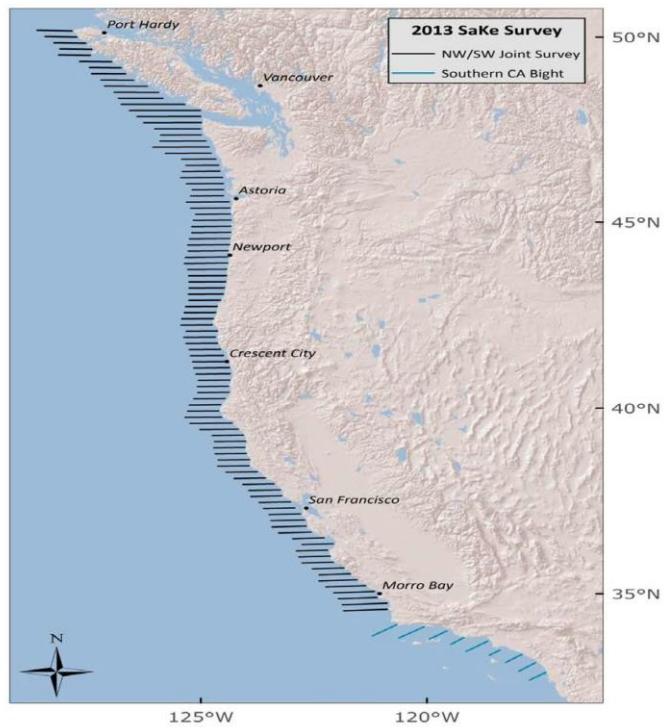 2013 SaKe Survey
NW/SW Joint Survey
Southern CA Bight
Port Hardy
50°N
Vancouver
Astoria
45°N
Newport
Crescent City
40°N
San Francisco
Morro Bay
35°N
N
125°W
120°W